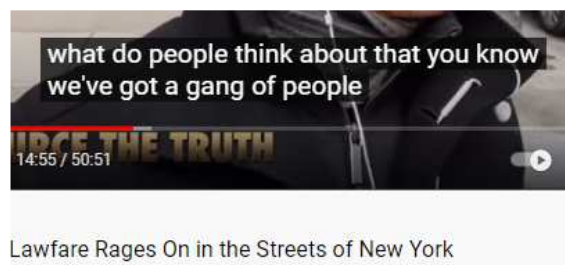 what do people think about that you know
we've got a gang of people
URCE THE TRUTH
14:55 / 50:51
Lawfare Rages On in the Streets of New York